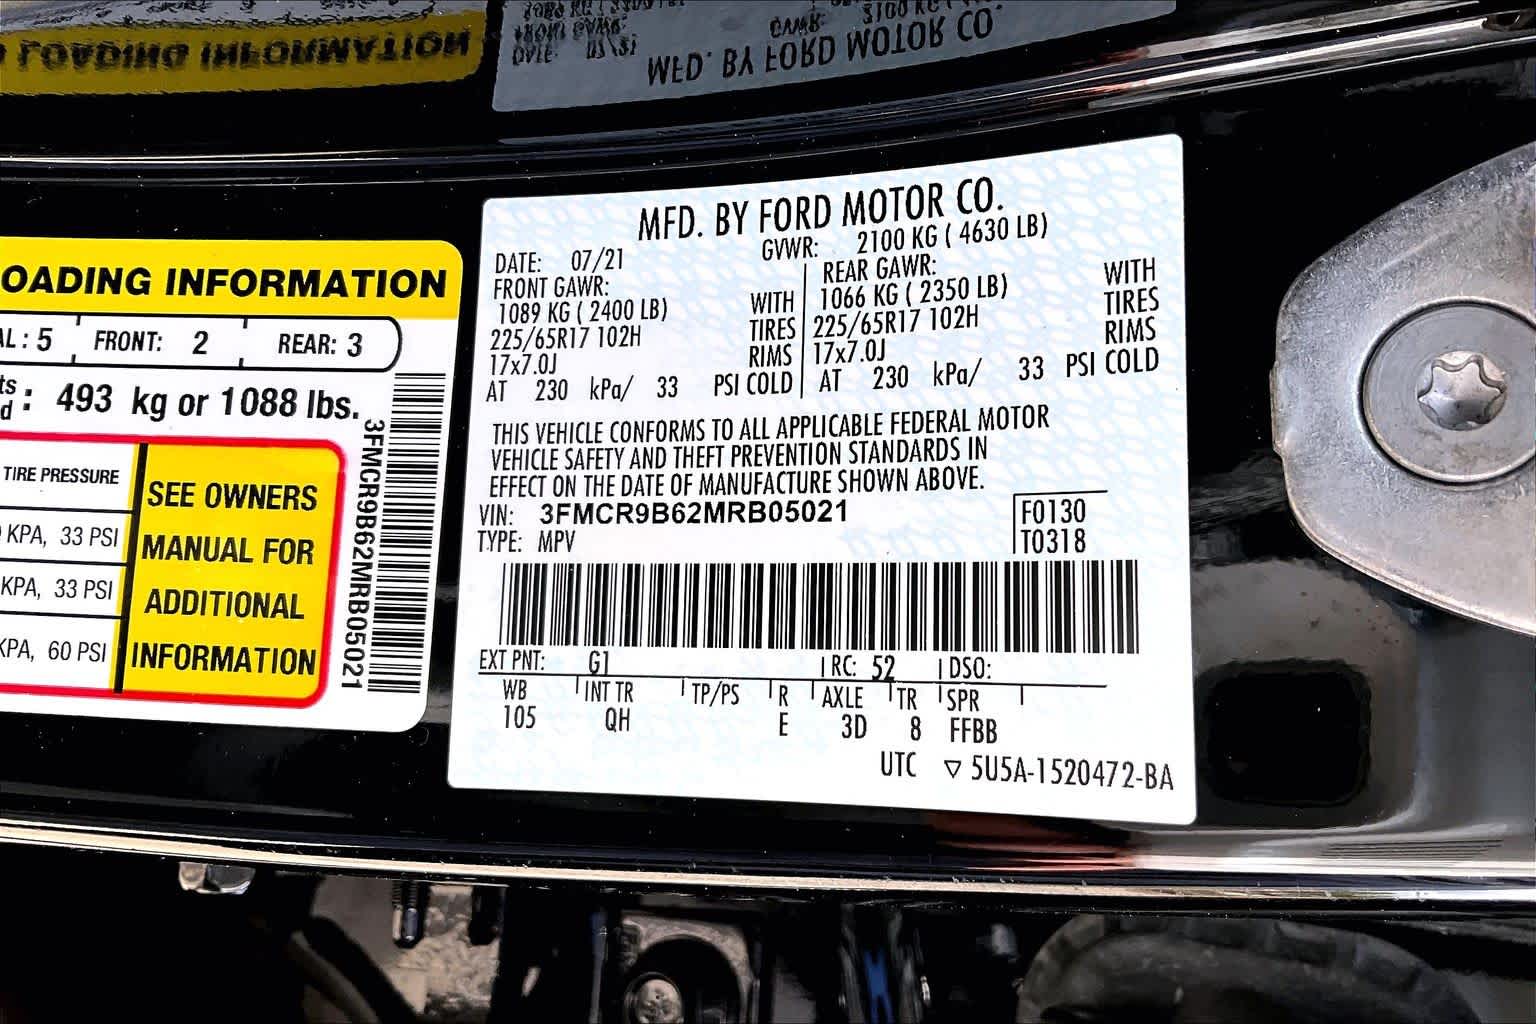 OADING INFORMATION
AL: 5 FRONT: 2 REAR: 3
493 kg or 1088 lbs.
TIRE PRESSURE
KPA, 33 PSI
KPA, 33 PSI
KPA, 60 PSI
SEE OWNERS
MANUAL FOR
ADDITIONAL
INFORMATION
3FMCR9B62MRB05021
MFD. BY FORD MOTOR CO.
DATE: 07/21 GVWR: 2100 KG ( 4630 LB)
FRONT GAWR:
1089 KG ( 2400 LB) WITH
225/65R17 102H TIRES
17x7.0J RIMS
AT 230 kPa/ 33 PSI COLD
REAR GAWR: WITH
1066 KG ( 2350 LB) TIRES
225/65R17 102H RIMS
17x7.0J
AT 230 kPa/ 33 PSI COLD
THIS VEHICLE CONFORMS TO ALL APPLICABLE FEDERAL MOTOR
VEHICLE SAFETY AND THEFT PREVENTION STANDARDS IN
EFFECT ON THE DATE OF MANUFACTURE SHOWN ABOVE.
VIN: 3FMCR9B62MRB05021
TYPE: MPV
F0130
T0318
EXT PNT: G1 RC: 52 DSO:
WB INT TR TP/PS R AXLE TR SPR
105 QH E 3D 8 FFBB
UTC ▽ 5U5A-1520472-BA